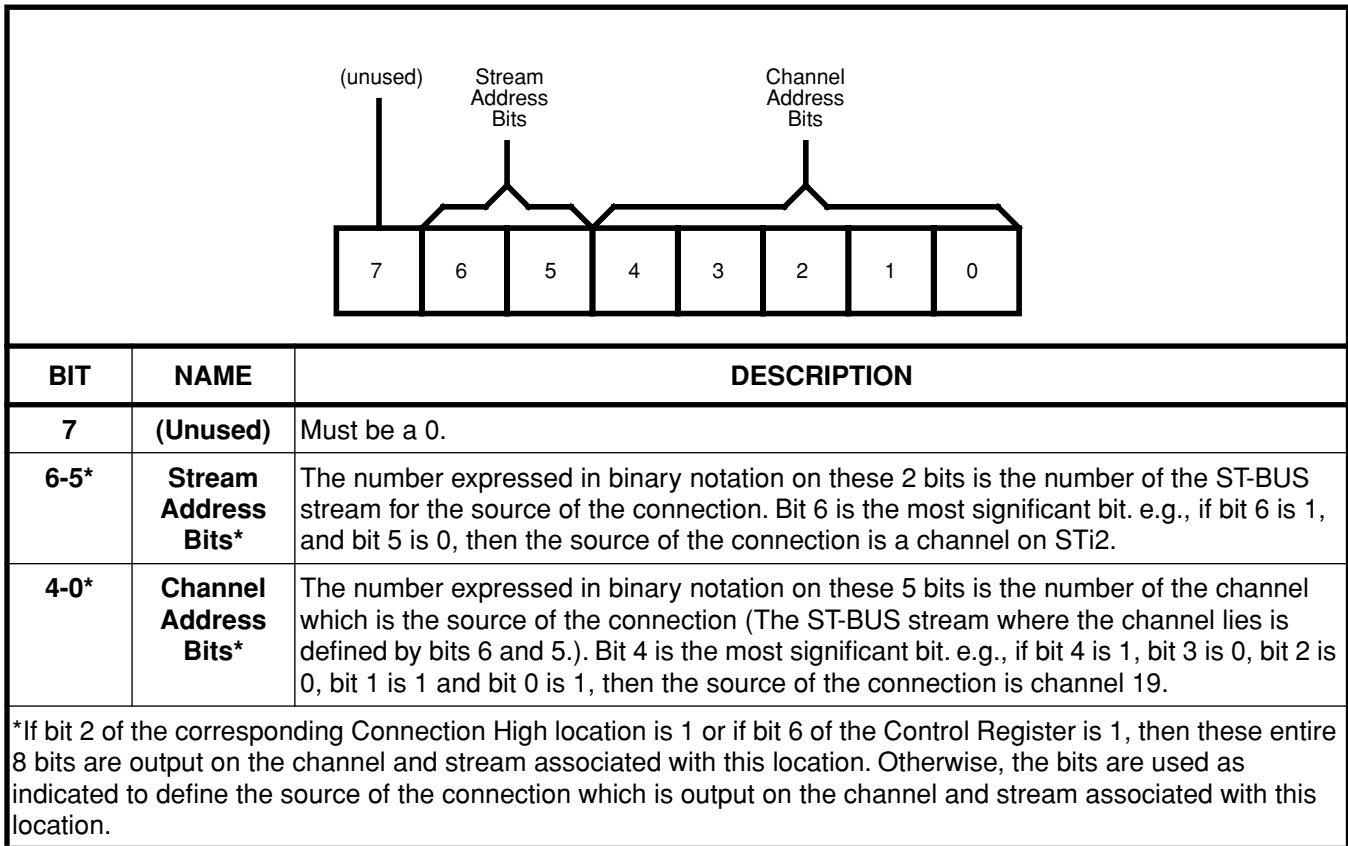 (unused)
Stream
Address
Bits
Channel
Address
Bits
7 6 5 4 3 2 1 0
BIT NAME DESCRIPTION
7 (Unused) Must be a 0.
6-5* Stream Address Bits* The number expressed in binary notation on these 2 bits is the number of the ST-BUS
stream for the source of the connection. Bit 6 is the most significant bit. e.g., if bit 6 is 1,
and bit 5 is 0, then the source of the connection is a channel on STi2.
4-0* Channel Address Bits* The number expressed in binary notation on these 5 bits is the number of the channel
which is the source of the connection (The ST-BUS stream where the channel lies is
defined by bits 6 and 5.). Bit 4 is the most significant bit. e.g., if bit 4 is 1, bit 3 is 0, bit 2 is
0, bit 1 is 1 and bit 0 is 1, then the source of the connection is channel 19.
*If bit 2 of the corresponding Connection High location is 1 or if bit 6 of the Control Register is 1, then these entire
8 bits are output on the channel and stream associated with this location. Otherwise, the bits are used as
indicated to define the source of the connection which is output on the channel and stream associated with this
location.